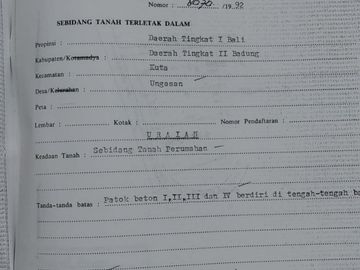 Nomor : 8070 /1992
SEBIDANG TANAH TERLETAK DALAM
Propinsi : Daerah Tingkat I Bali
Kabupaten/Kotamadya : Daerah Tingkat II Badung
Kecamatan : Kuta
Desa/Kelurahan : Ungasan
Peta :
Lembar : Kotak : Nomor Pendaftaran :
URAIAN
Keadaan Tanah : Sebidang Tanah Perumahan
Tanda-tanda batas : Patok beton I,II,III dan IV berdiri di tengah-tengah